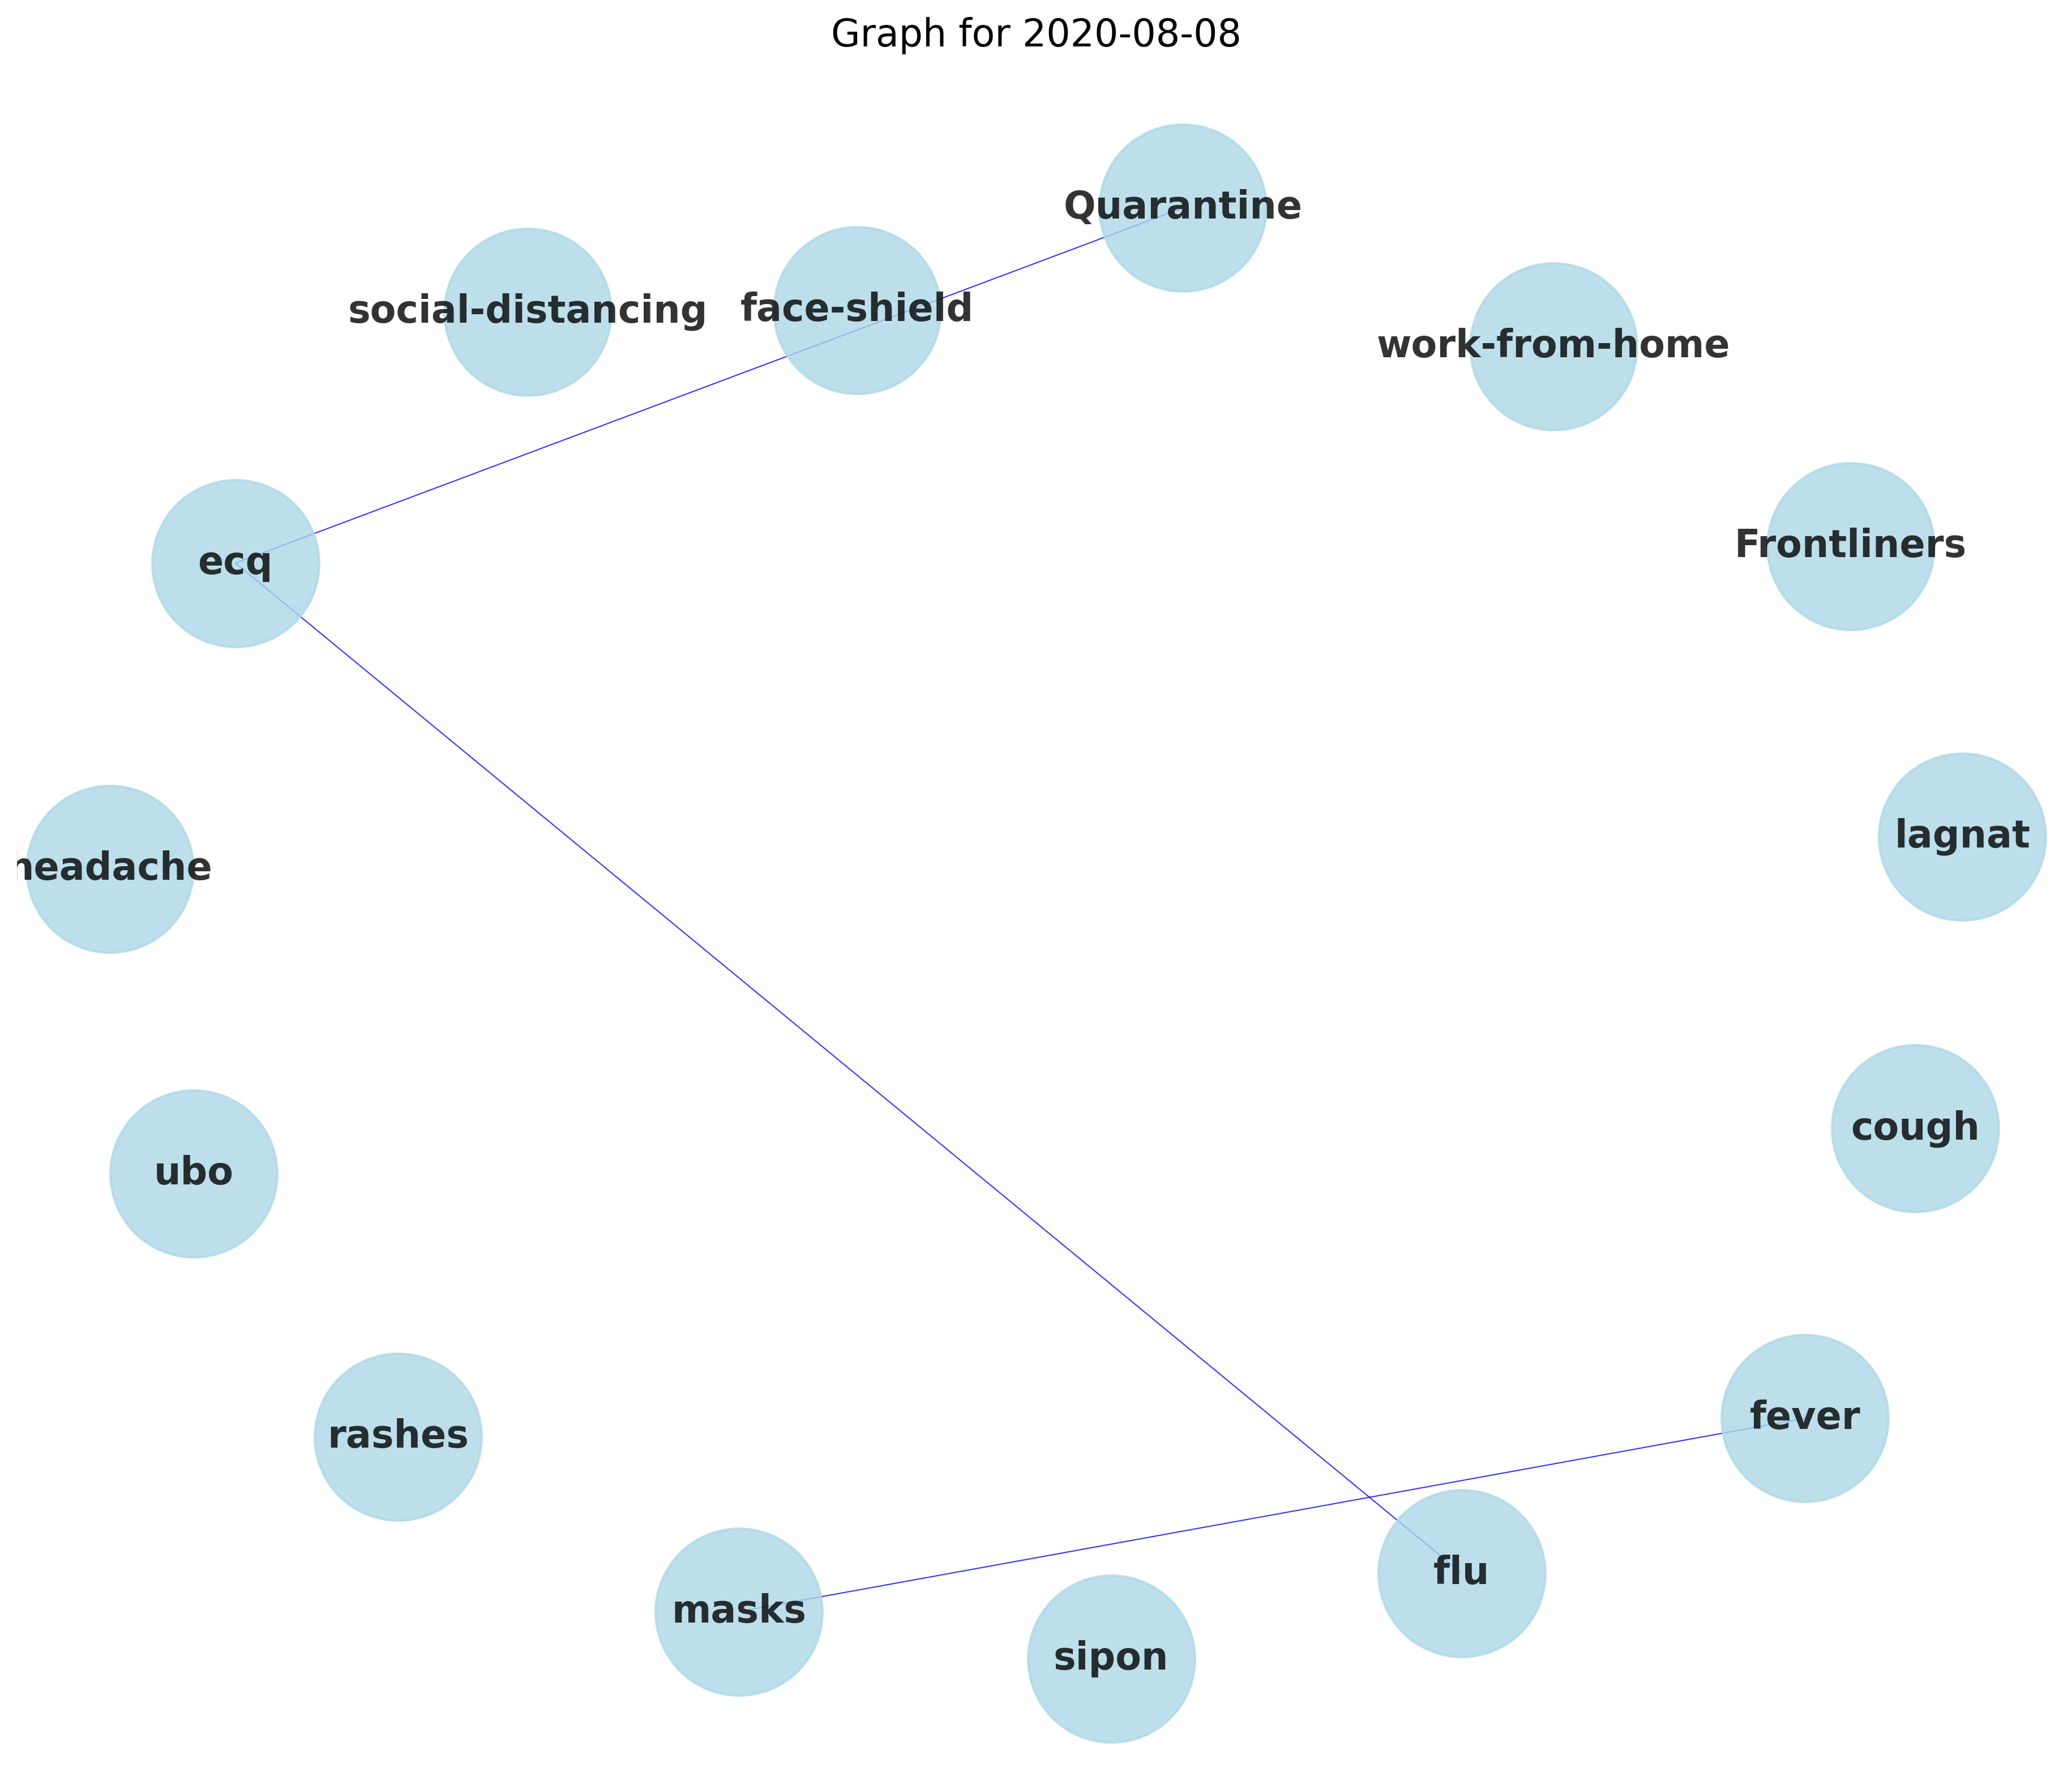 Graph for 2020-08-08
Quarantine
social-distancing
face-shield
work-from-home
Frontliners
ecq
lagnat
headache
cough
ubo
fever
rashes
flu
masks
sipon